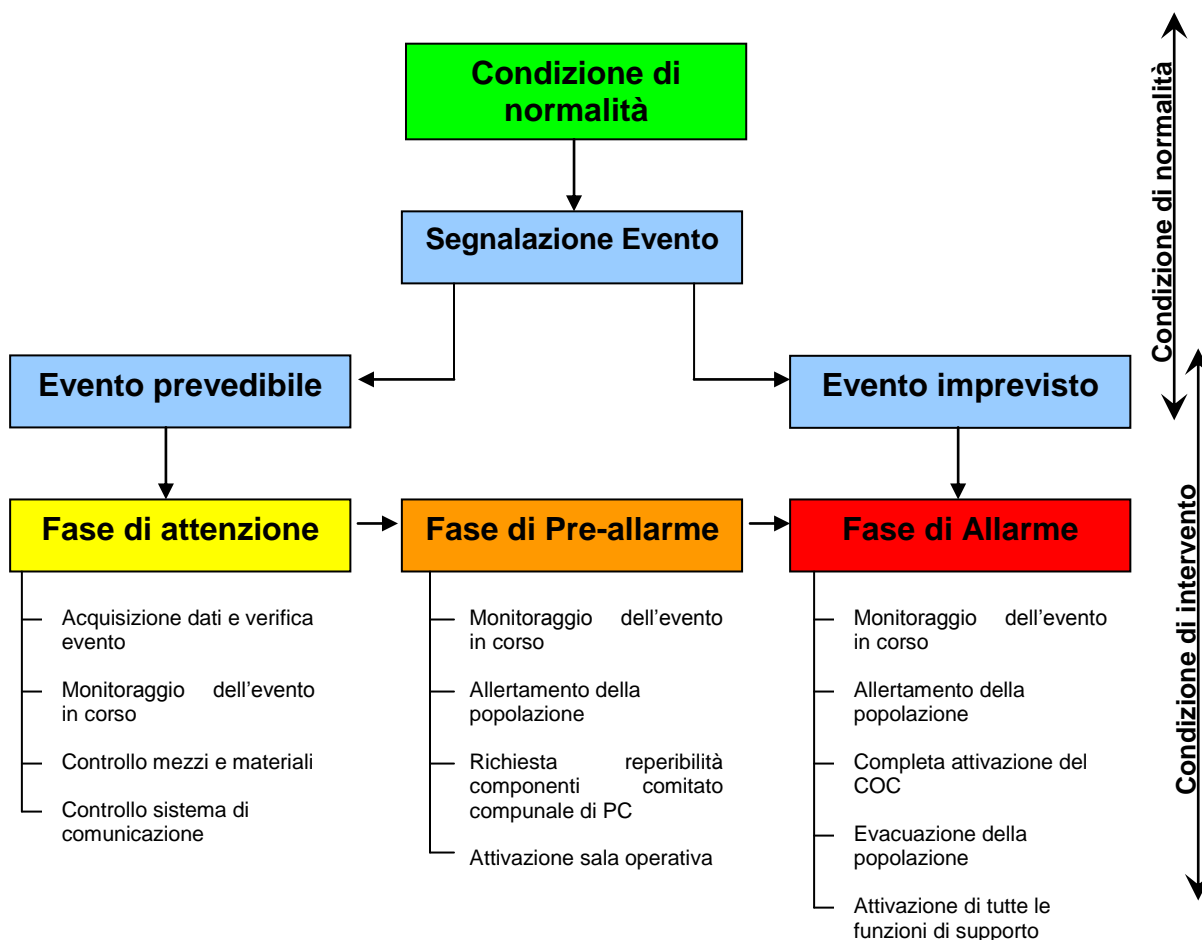 Condizione di
normalità
Segnalazione Evento
Evento prevedibile
Evento imprevisto
Fase di attenzione
Fase di Pre-allarme
Fase di Allarme
Acquisizione dati e verifica
evento
Monitoraggio dell’evento
in corso
Controllo mezzi e materiali
Controllo sistema di
comunicazione
Monitoraggio dell’evento
in corso
Allertamento della
popolazione
Richiesta reperibilità
componenti comitato
compunale di PC
Attivazione sala operativa
Monitoraggio dell’evento
in corso
Allertamento della
popolazione
Completa attivazione del
COC
Evacuazione della
popolazione
Attivazione di tutte le
funzioni di supporto
Condizione di normalità
Condizione di intervento